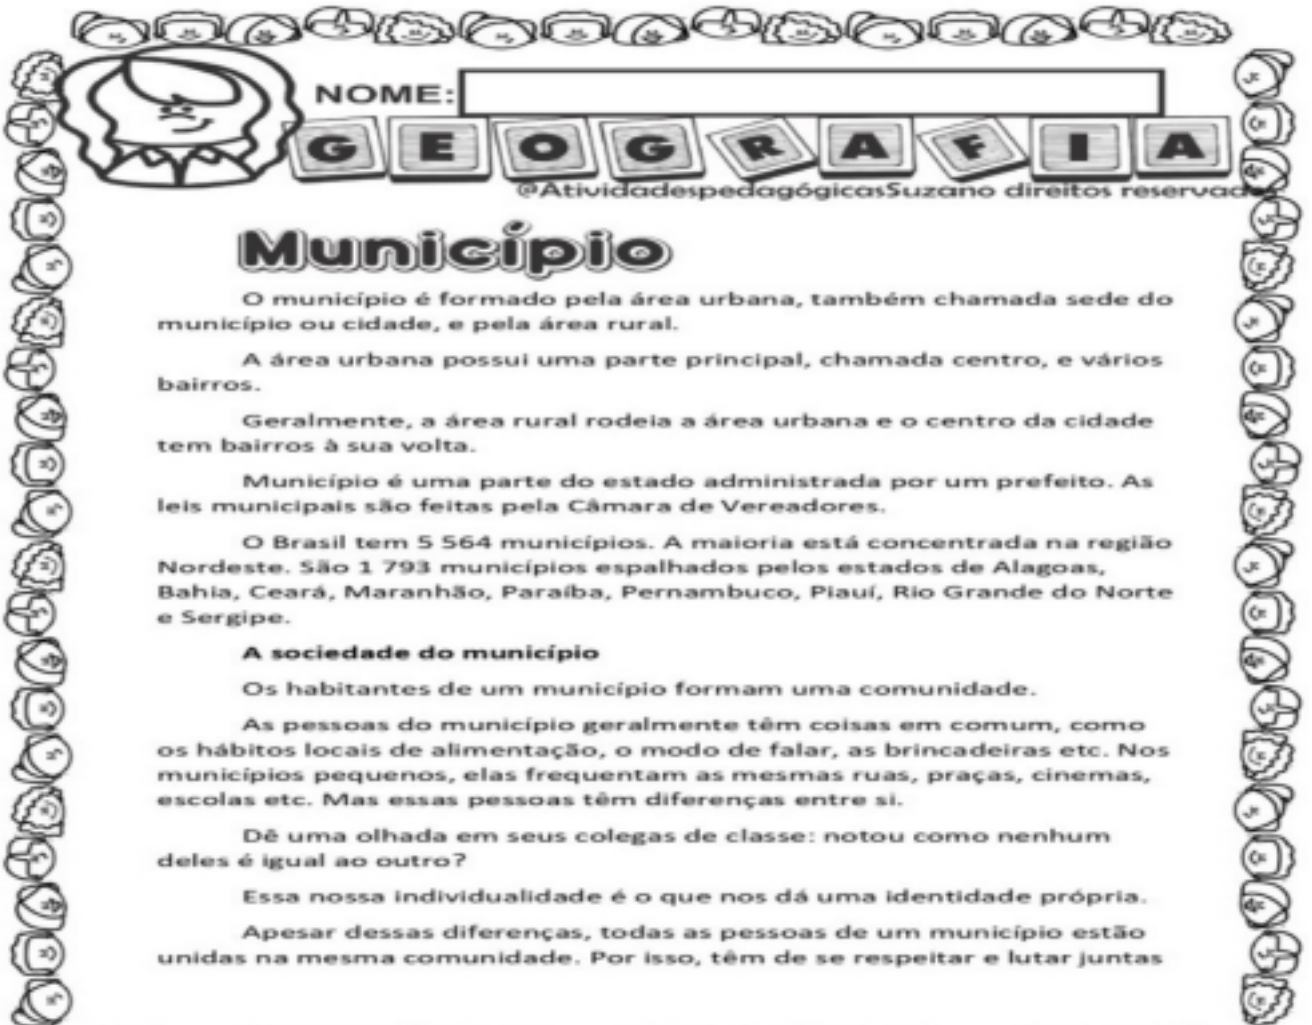 NOME:
GEOGRAFIA
@AtividadespedagógicasSuzano direitos reservados
Município
O município é formado pela área urbana, também chamada sede do
município ou cidade, e pela área rural.
A área urbana possui uma parte principal, chamada centro, e vários
bairros.
Geralmente, a área rural rodeia a área urbana e o centro da cidade
tem bairros à sua volta.
Município é uma parte do estado administrada por um prefeito. As
leis municipais são feitas pela Câmara de Vereadores.
O Brasil tem 5 564 municípios. A maioria está concentrada na região
Nordeste. São 1 793 municípios espalhados pelos estados de Alagoas,
Bahia, Ceará, Maranhão, Paraíba, Pernambuco, Piauí, Rio Grande do Norte
e Sergipe.
A sociedade do município
Os habitantes de um município formam uma comunidade.
As pessoas do município geralmente têm coisas em comum, como
os hábitos locais de alimentação, o modo de falar, as brincadeiras etc. Nos
municípios pequenos, elas frequentam as mesmas ruas, praças, cinemas,
escolas etc. Mas essas pessoas têm diferenças entre si.
Dê uma olhada em seus colegas de classe: notou como nenhum
deles é igual ao outro?
Essa nossa individualidade é o que nos dá uma identidade própria.
Apesar dessas diferenças, todas as pessoas de um município estão
unidas na mesma comunidade. Por isso, têm de se respeitar e lutar juntas